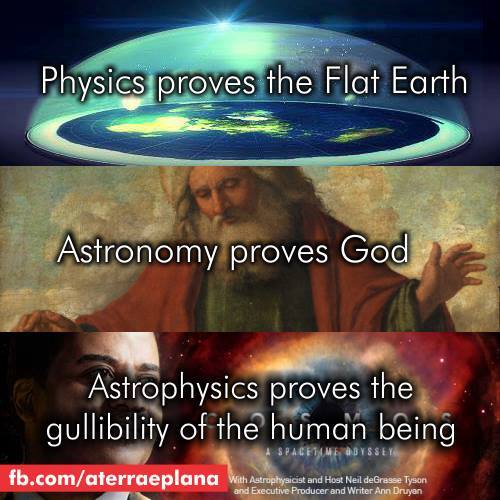 Physics proves the Flat Earth
Astronomy proves God
Astrophysics proves the
gullibility of the human being
COSMOS
A SPACETIME ODYSSEY
fb.com/aterraeplana
With Astrophysicist and Host Neil deGrasse Tyson
and Executive Producer and Writer Ann Druyan